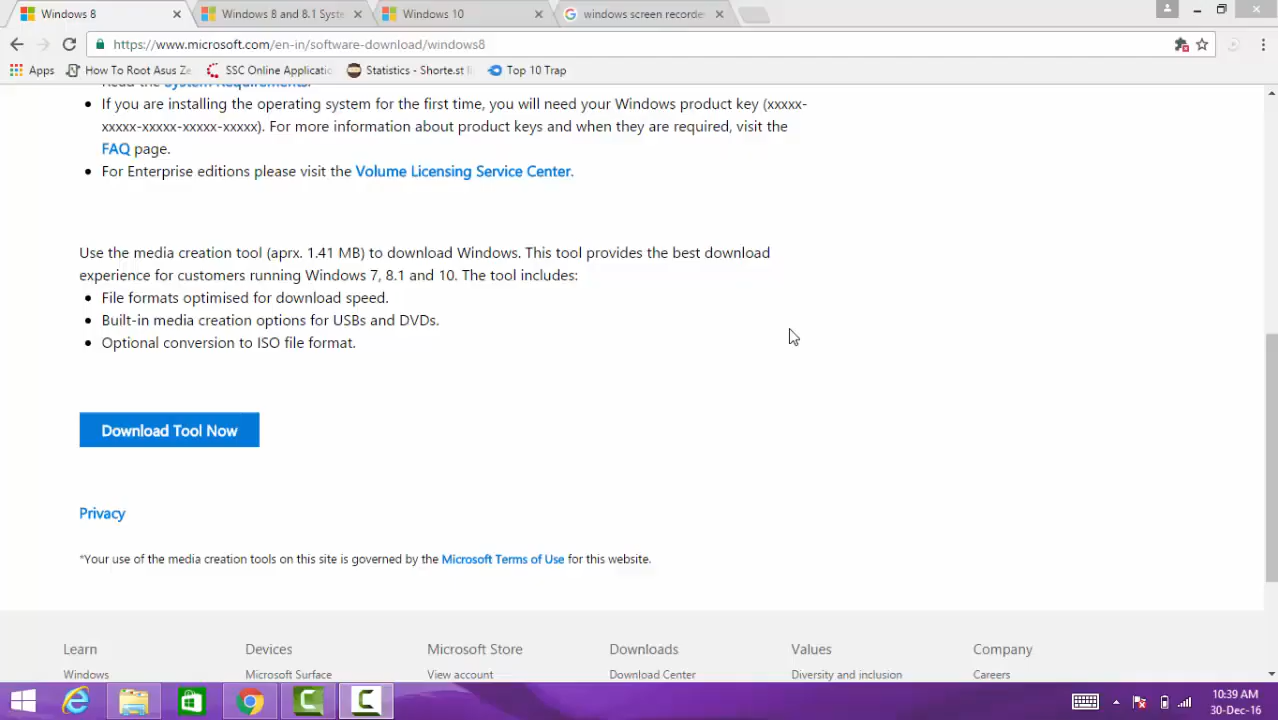 Windows 8
Windows 8 and 8.1 Syste
Windows 10
windows screen recorde
https://www.microsoft.com/en-in/software-download/windows8
Apps
How To Root Asus Ze
SSC Online Applicatio
Statistics - Shorte.st |
Top 10 Trap
Read the System Requirements.
• If you are installing the operating system for the first time, you will need your Windows product key (xxxxx-
xxxxx-xxxxx-xxxxx-xxxxx). For more information about product keys and when they are required, visit the
FAQ page.
• For Enterprise editions please visit the Volume Licensing Service Center.
Use the media creation tool (aprx. 1.41 MB) to download Windows. This tool provides the best download
experience for customers running Windows 7, 8.1 and 10. The tool includes:
• File formats optimised for download speed.
• Built-in media creation options for USBs and DVDs.
• Optional conversion to ISO file format.
Download Tool Now
Privacy
*Your use of the media creation tools on this site is governed by the Microsoft Terms of Use for this website.
Learn
Devices
Microsoft Store
Downloads
Values
Company
Windows
Microsoft Surface
View account
Download Center
Diversity and inclusion
Careers
10:39 AM
30-Dec-16